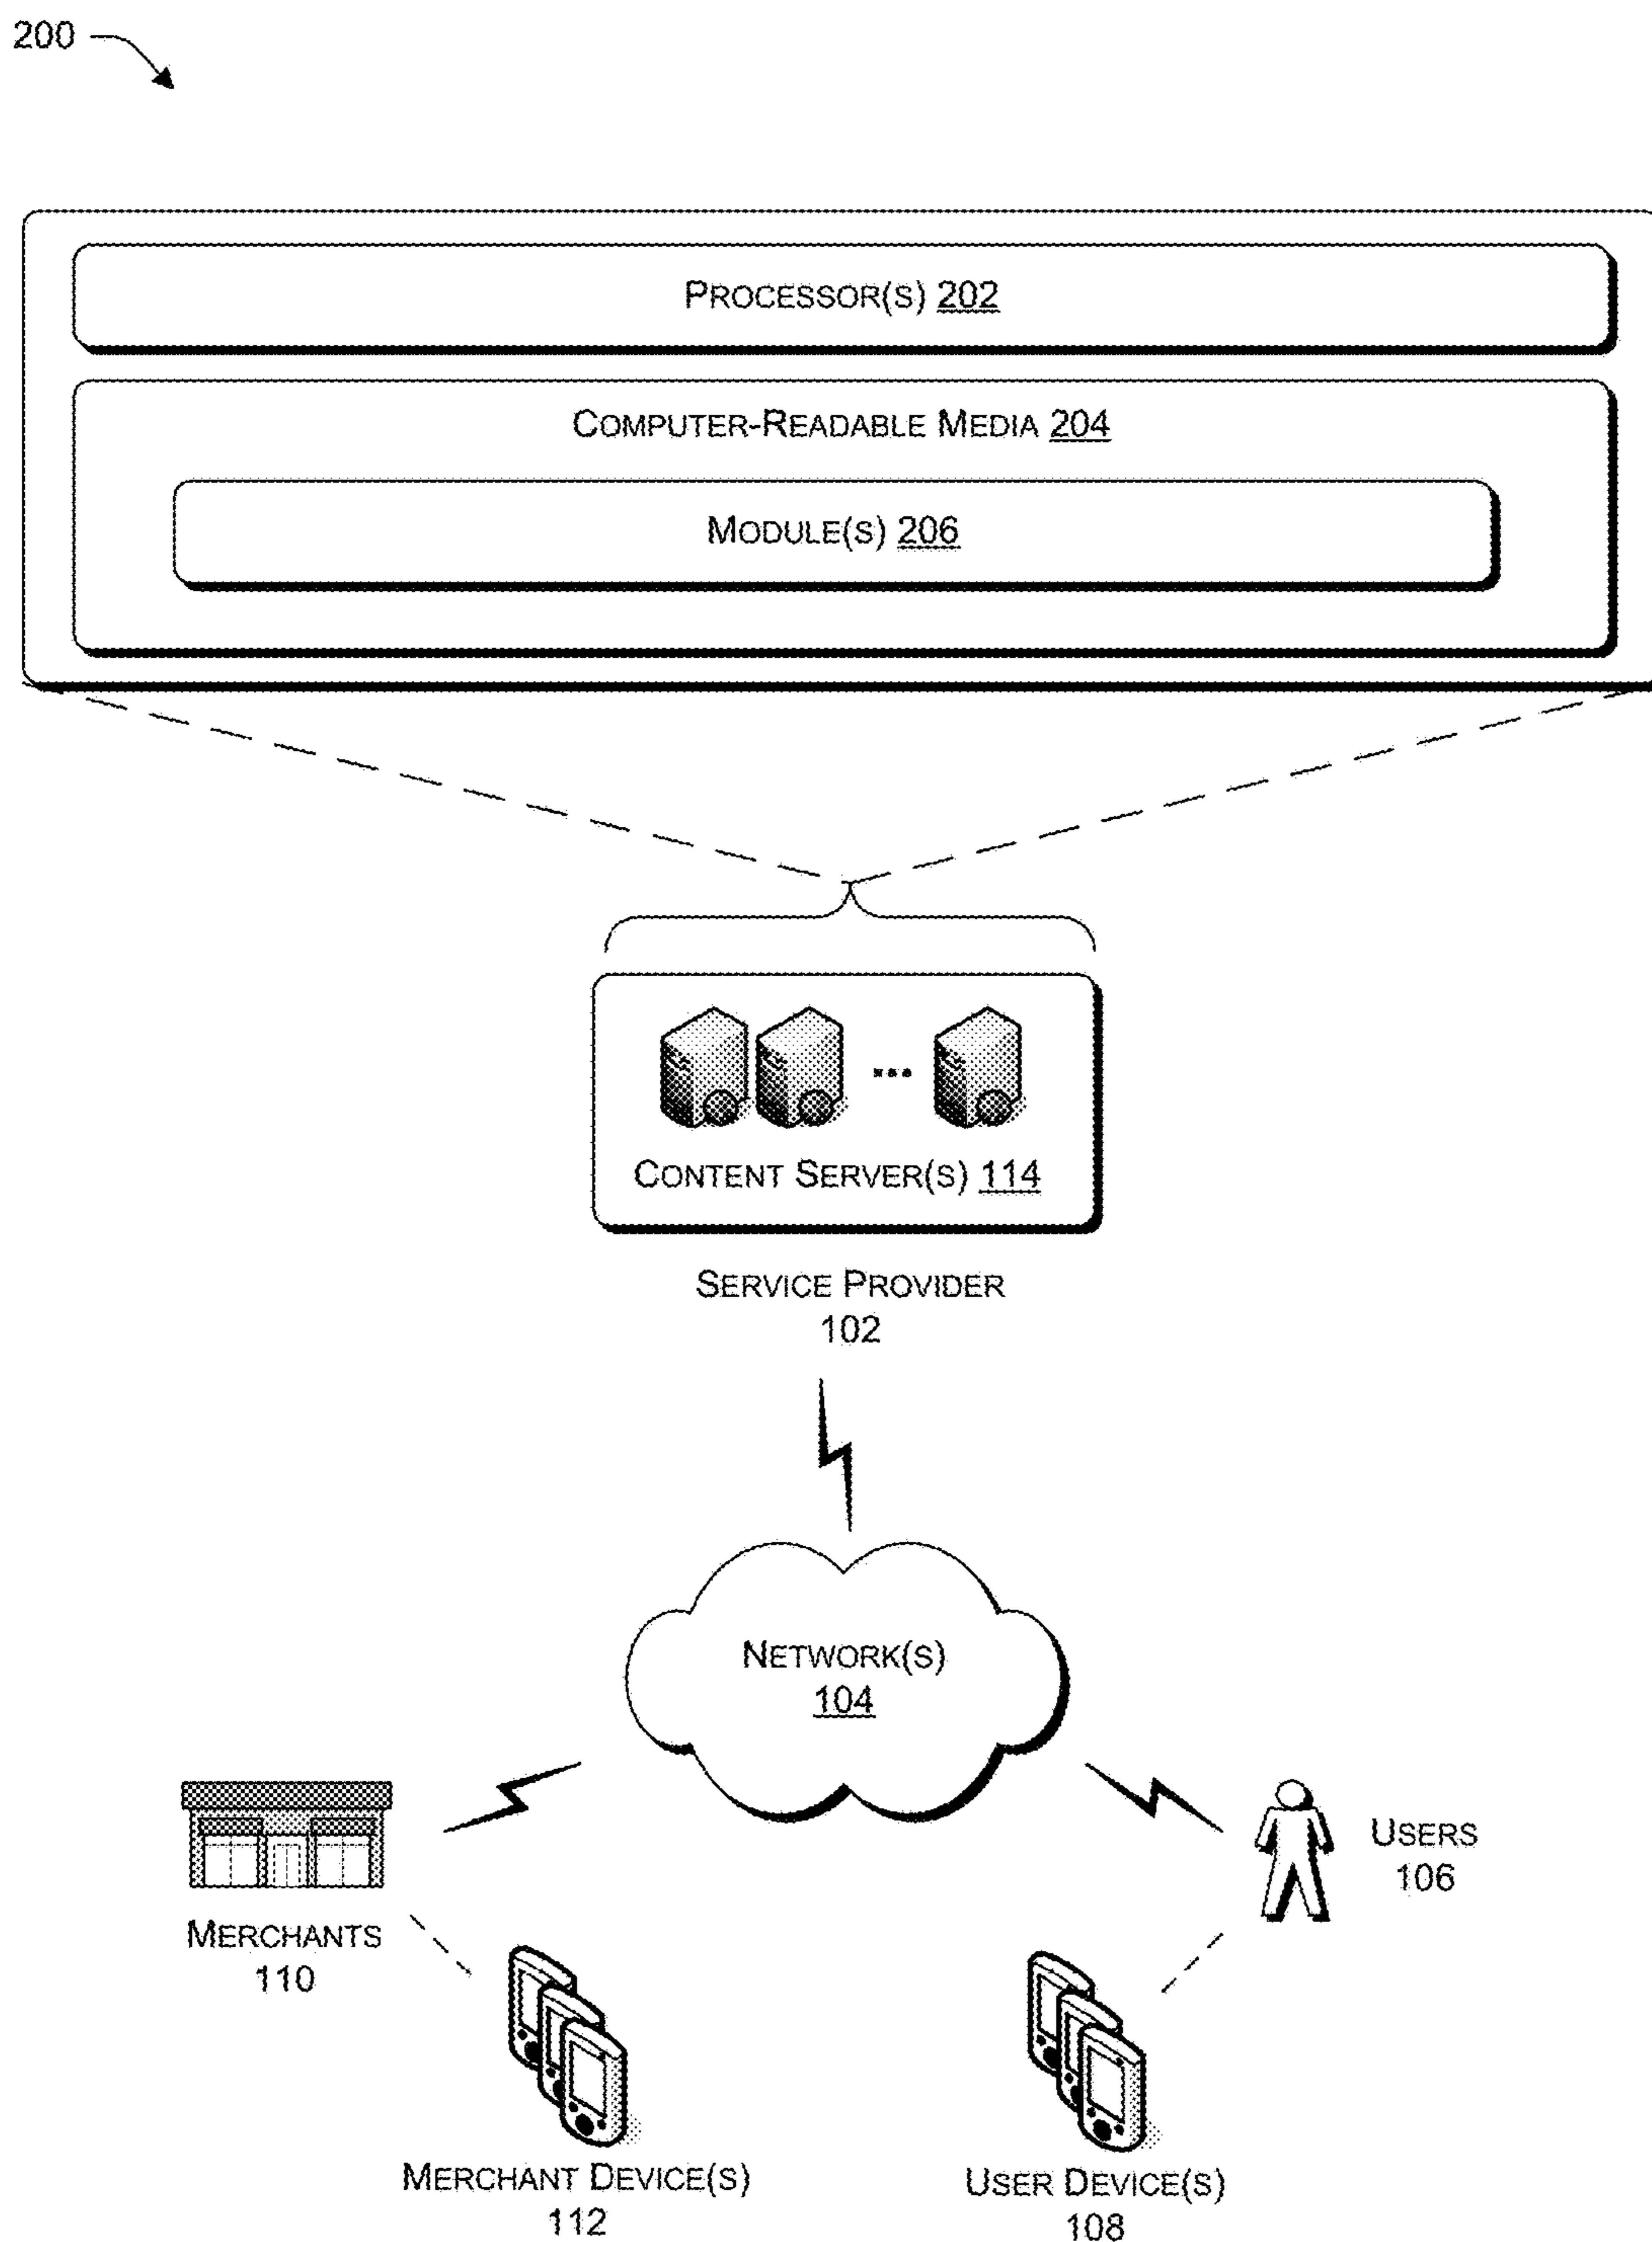 200
PROCESSOR(S) 202
COMPUTER-READABLE MEDIA 204
MODULE(S) 206
CONTENT SERVER(S) 114
SERVICE PROVIDER
102
NETWORK(S)
104
USERS
106
MERCHANTS
110
MERCHANT DEVICE(S)
112
USER DEVICE(S)
108